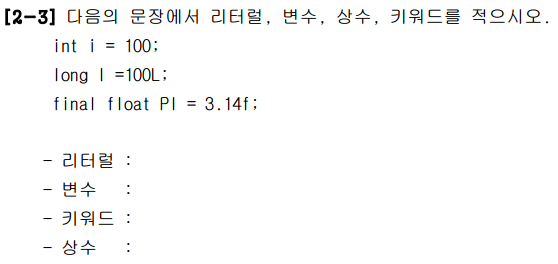 [2-3] 다음의 문장에서 리터럴, 변수, 상수, 키워드를 적으시오.
int i = 100;
long l =100L;
final float PI = 3.14f;
- 리터럴 :
- 변수 :
- 키워드 :
- 상수 :